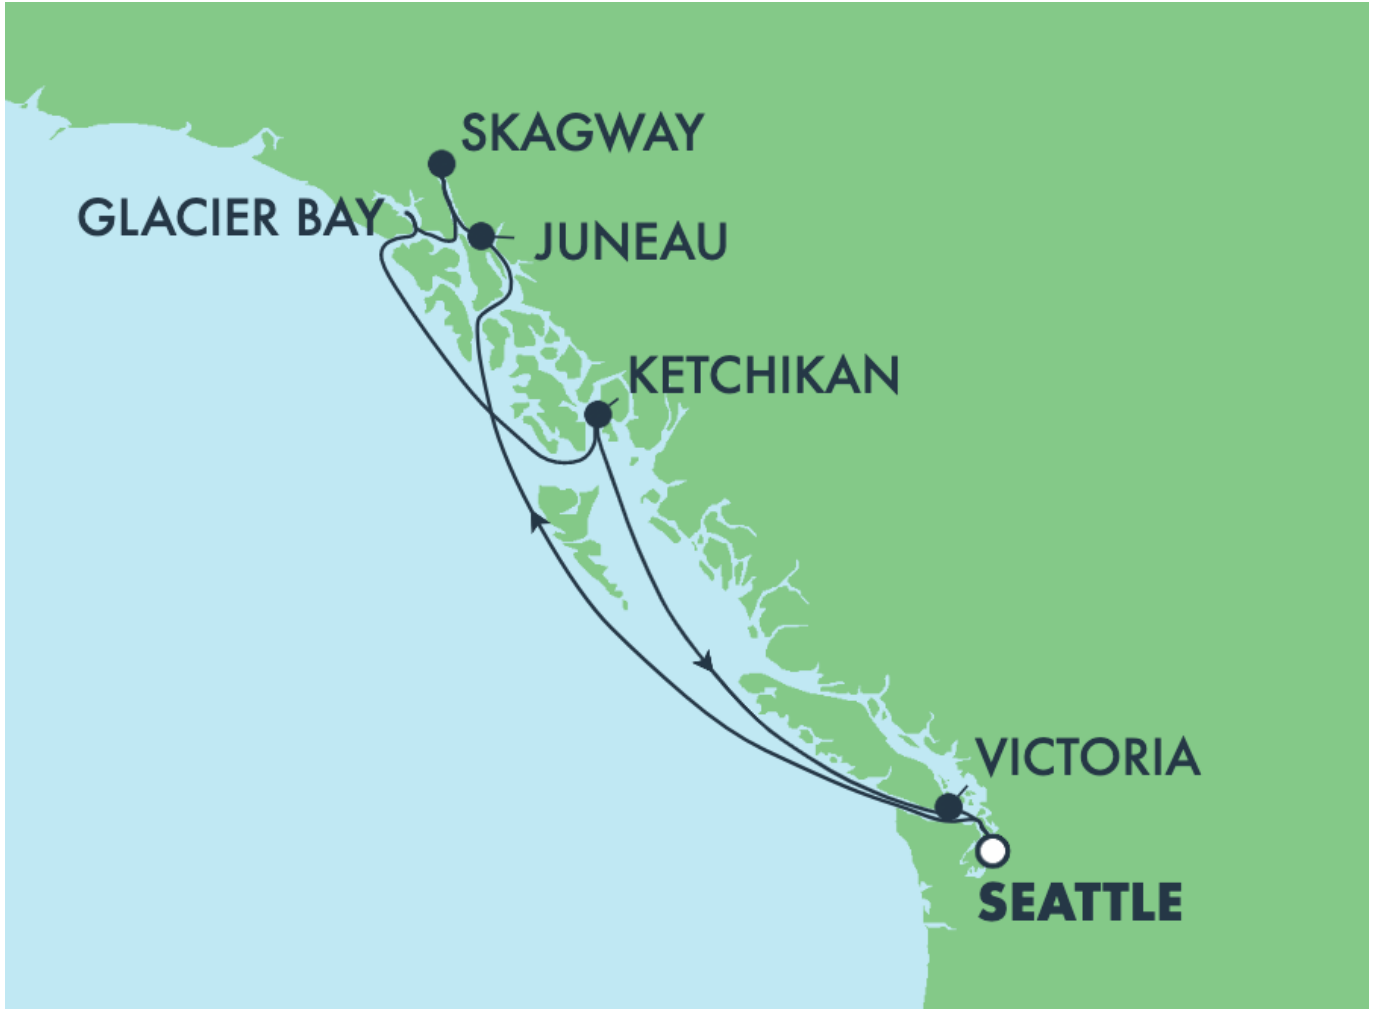 SKAGWAY
GLACIER BAY
JUNEAU
KETCHIKAN
VICTORIA
SEATTLE